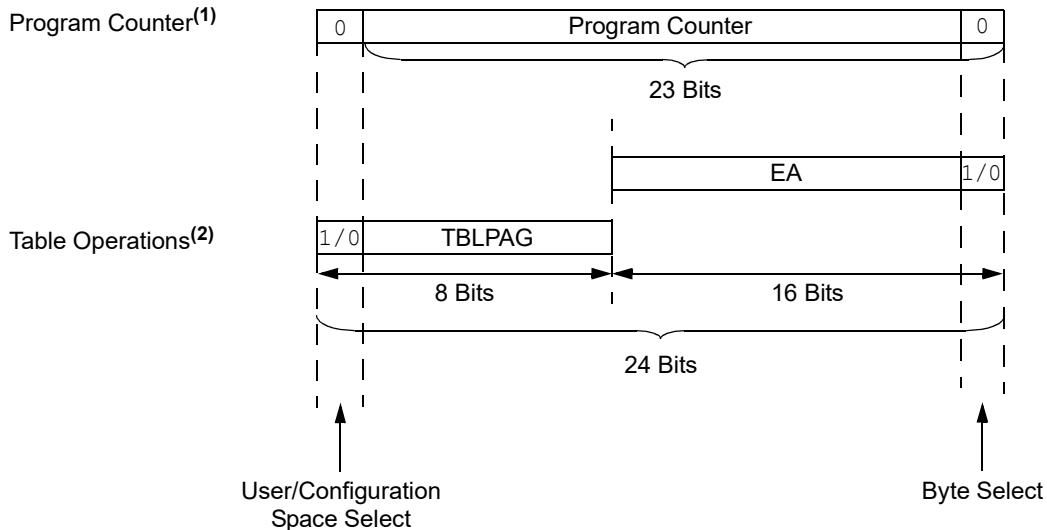 Program Counter(1)
0
Program Counter
0
23 Bits
EA
1/0
Table Operations(2)
1/0
TBLPAG
8 Bits
16 Bits
24 Bits
User/Configuration
Space Select
Byte Select